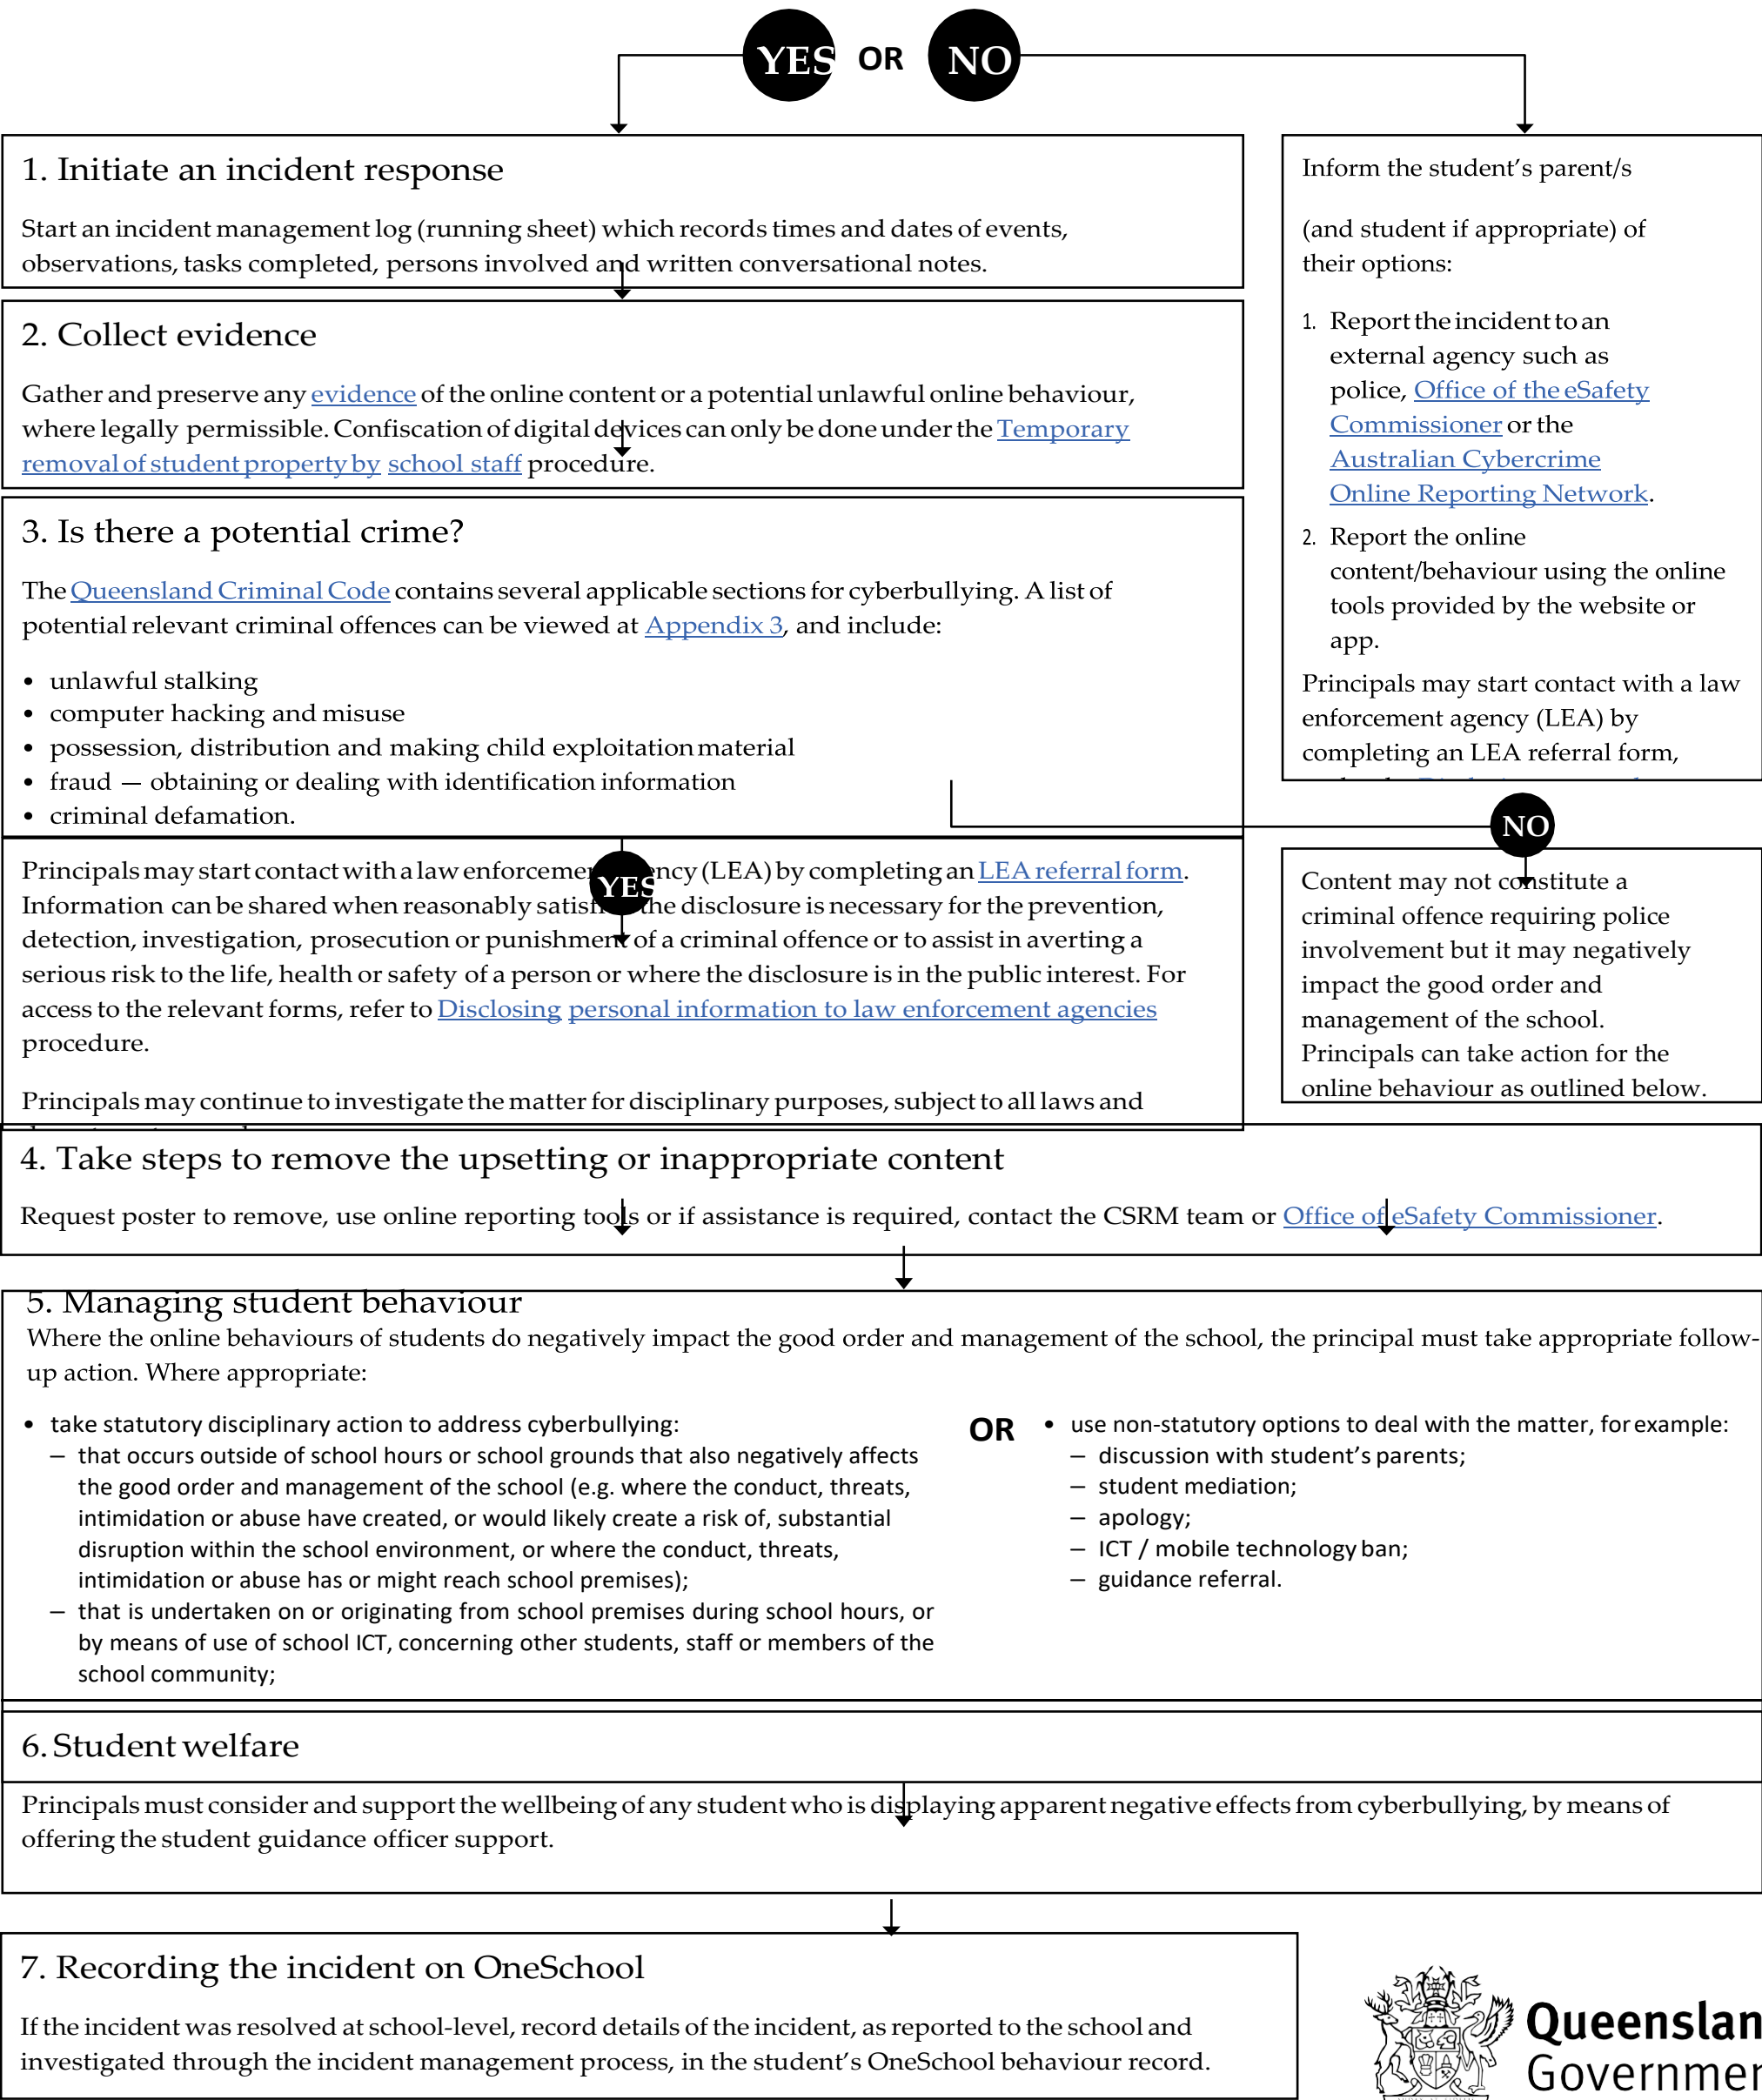 YES OR NO
1. Initiate an incident response
Start an incident management log (running sheet) which records times and dates of events,
observations, tasks completed, persons involved and written conversational notes.
2. Collect evidence
Gather and preserve any evidence of the online content or a potential unlawful online behaviour,
where legally permissible. Confiscation of digital devices can only be done under the Temporary
removal of student property by school staff procedure.
3. Is there a potential crime?
The Queensland Criminal Code contains several applicable sections for cyberbullying. A list of
potential relevant criminal offences can be viewed at Appendix 3, and include:
• unlawful stalking
• computer hacking and misuse
• possession, distribution and making child exploitation material
• fraud — obtaining or dealing with identification information
• criminal defamation.
Inform the student's parent/s
(and student if appropriate) of
their options:
1. Report the incident to an
external agency such as
police, Office of the eSafety
Commissioner or the
Australian Cybercrime
Online Reporting Network.
2. Report the online
content/behaviour using the online
tools provided by the website or
app.
Principals may start contact with a law
enforcement agency (LEA) by
completing an LEA referral form,
NO
YES
Principals may start contact with a law enforcemen ncy (LEA) by completing an LEA referral form.
Information can be shared when reasonably satisf the disclosure is necessary for the prevention,
detection, investigation, prosecution or punishment of a criminal offence or to assist in averting a
serious risk to the life, health or safety of a person or where the disclosure is in the public interest. For
access to the relevant forms, refer to Disclosing personal information to law enforcement agencies
procedure.
Principals may continue to investigate the matter for disciplinary purposes, subject to all laws and
Content may not constitute a
criminal offence requiring police
involvement but it may negatively
impact the good order and
management of the school.
Principals can take action for the
online behaviour as outlined below.
4. Take steps to remove the upsetting or inappropriate content
Request poster to remove, use online reporting tools or if assistance is required, contact the CSRM team or Office of eSafety Commissioner.
5. Managing student behaviour
Where the online behaviours of students do negatively impact the good order and management of the school, the principal must take appropriate follow-
up action. Where appropriate:
• take statutory disciplinary action to address cyberbullying:
– that occurs outside of school hours or school grounds that also negatively affects
the good order and management of the school (e.g. where the conduct, threats,
intimidation or abuse have created, or would likely create a risk of, substantial
disruption within the school environment, or where the conduct, threats,
intimidation or abuse has or might reach school premises);
– that is undertaken on or originating from school premises during school hours, or
by means of use of school ICT, concerning other students, staff or members of the
school community;
OR
• use non-statutory options to deal with the matter, for example:
– discussion with student's parents;
– student mediation;
– apology;
– ICT / mobile technology ban;
– guidance referral.
6. Student welfare
Principals must consider and support the wellbeing of any student who is displaying apparent negative effects from cyberbullying, by means of
offering the student guidance officer support.
7. Recording the incident on OneSchool
If the incident was resolved at school-level, record details of the incident, as reported to the school and
investigated through the incident management process, in the student's OneSchool behaviour record.
Queenslan
Governmen